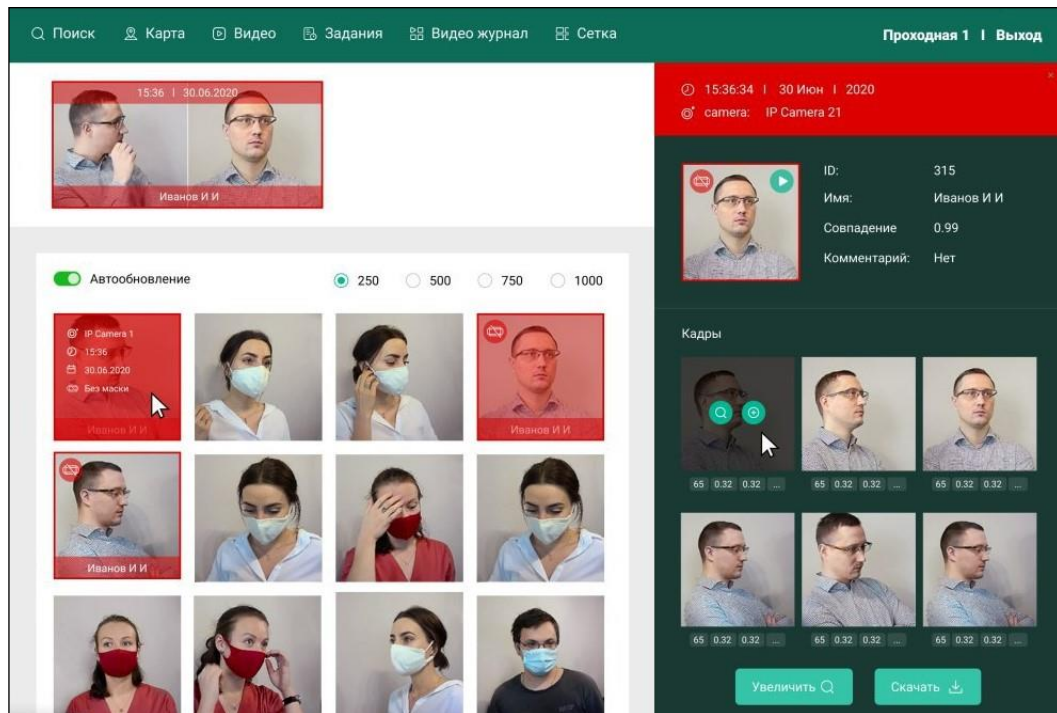 Поиск Карта Видео Задания Видео журнал Сетка Проходная 1 I Выход
15:36 I 30.06.2020
Иванов И И
Автообновление 250 500 750 1000
IP Camera 1
15:36
30.06.2020
Без маски
Иванов И И
Иванов И И
Иванов И И
15:36:34 I 30 Июн I 2020
camera: IP Camera 21
ID: 315
Имя: Иванов И И
Совпадение 0.99
Комментарий: Нет
Кадры
65 0.32 0.32 ... 65 0.32 0.32 ... 65 0.32 0.32 ...
65 0.32 0.32 ... 65 0.32 0.32 ... 65 0.32 0.32 ...
Увеличить Скачать